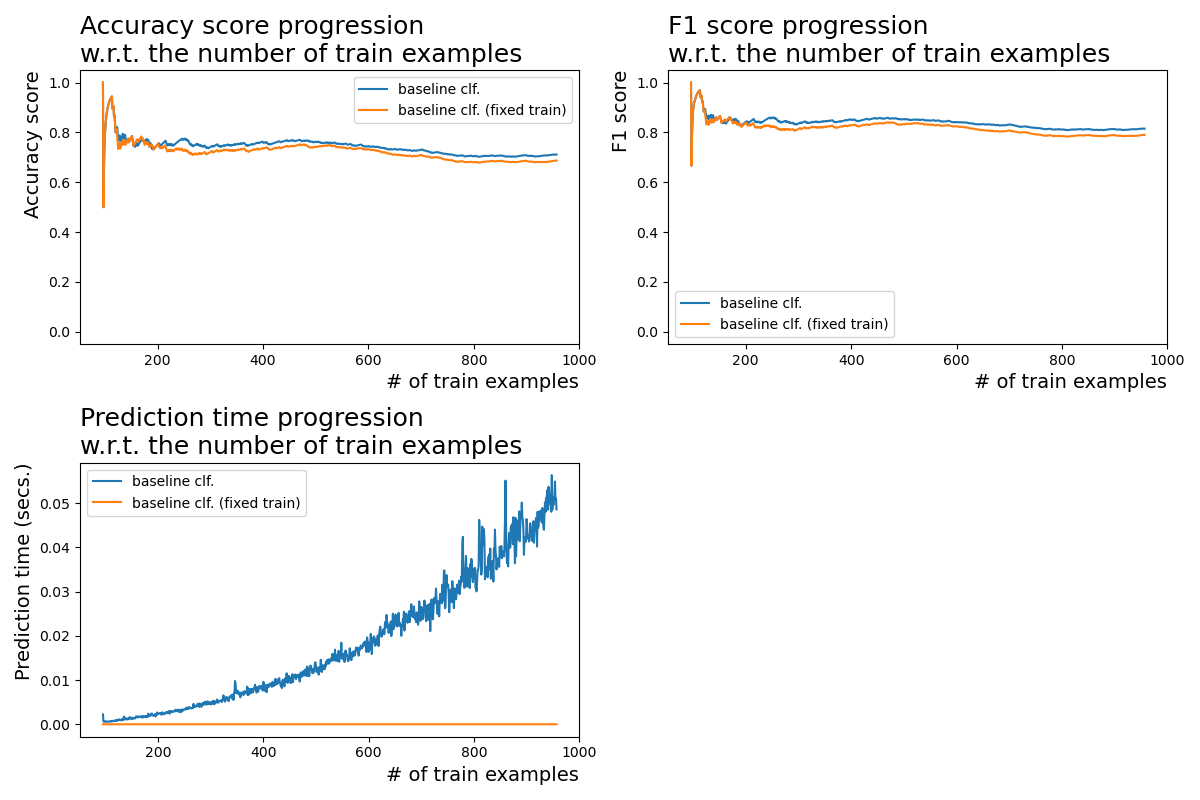 Accuracy score progression
w.r.t. the number of train examples
Accuracy score
1.0
0.8
0.6
0.4
0.2
0.0
baseline clf.
baseline clf. (fixed train)
200
400
600
800
1000
# of train examples
F1 score progression
w.r.t. the number of train examples
F1 score
1.0
0.8
0.6
0.4
0.2
0.0
baseline clf.
baseline clf. (fixed train)
200
400
600
800
1000
# of train examples
Prediction time progression
w.r.t. the number of train examples
Prediction time (secs.)
0.05
0.04
0.03
0.02
0.01
0.00
baseline clf.
baseline clf. (fixed train)
200
400
600
800
1000
# of train examples